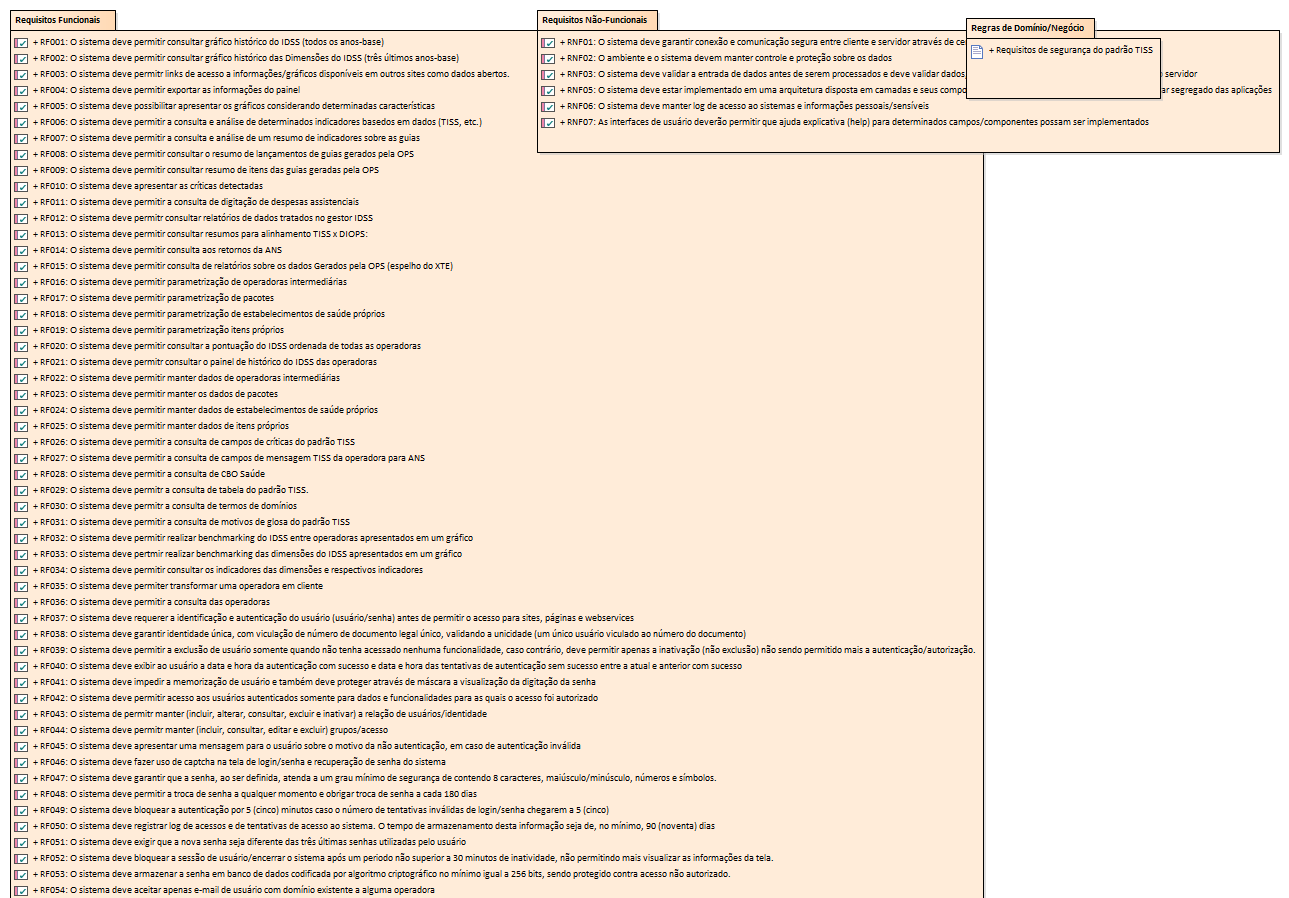 Requisitos Funcionais
+ RF001: O sistema deve permitir consultar gráfico histórico do IDSS (todos os anos-base)
+ RF002: O sistema deve permitir consultar gráfico histórico das Dimensões do IDSS (três últimos anos-base)
+ RF003: O sistema deve permitr links de acesso a informações/gráficos disponíveis em outros sites como dados abertos.
+ RF004: O sistema deve permitir exportar as informações do painel
+ RF005: O sistema deve possibilitar apresentar os gráficos considerando determinadas características
+ RF006: O sistema deve permitir a consulta e análise de determinados indicadores basedos em dados (TISS, etc.)
+ RF007: O sistema deve permitir a consulta e análise de um resumo de indicadores sobre as guias
+ RF008: O sistema deve permitir consultar o resumo de lançamentos de guias gerados pela OPS
+ RF009: O sistema deve permitir consultar resumo de itens das guias geradas pela OPS
+ RF010: O sistema deve apresentar as críticas detectadas
+ RF011: O sistema deve permitir a consulta de digitação de despesas assistenciais
+ RF012: O sistema deve permitr consultar relatórios de dados tratados no gestor IDSS
+ RF013: O sistema deve permitir consultar resumos para alinhamento TISS x DIOPS:
+ RF014: O sistema deve permitir consulta aos retornos da ANS
+ RF015: O sistema deve permitir consulta de relatórios sobre os dados Gerados pela OPS (espelho do XTE)
+ RF016: O sistema deve permitir parametrização de operadoras intermediárias
+ RF017: O sistema deve permitir parametrização de pacotes
+ RF018: O sistema deve permitir parametrização de estabelecimentos de saúde próprios
+ RF019: O sistema deve permitir parametrização itens próprios
+ RF020: O sistema deve permitir consultar a pontuação do IDSS ordenada de todas as operadoras
+ RF021: O sistema deve permitr consultar o painel de histórico do IDSS das operadoras
+ RF022: O sistema deve permitir manter dados de operadoras intermediárias
+ RF023: O sistema deve permitir manter os dados de pacotes
+ RF024: O sistema deve permitir manter dados de estabelecimentos de saúde próprios
+ RF025: O sistema deve permitir manter dados de itens próprios
+ RF026: O sistema deve permitir a consulta de campos de críticas do padrão TISS
+ RF027: O sistema deve permitir a consulta de campos de mensagem TISS da operadora para ANS
+ RF028: O sistema deve permitir a consulta de CBO Saúde
+ RF029: O sistema deve permitr a consulta de tabela do padrão TISS.
+ RF030: O sistema deve permitr a consulta de termos de domínios
+ RF031: O sistema deve permitir a consulta de motivos de glosa do padrão TISS
+ RF032: O sistema deve permitir realizar benchmarking do IDSS entre operadoras apresentados em um gráfico
+ RF033: O sistema deve pertmir realizar benchmarking das dimensões do IDSS apresentados em um gráfico
+ RF034: O sistema deve permitir consultar os indicadores das dimensões e respectivos indicadores
+ RF035: O sistema deve permiter transformar uma operadora em cliente
+ RF036: O sistema deve permitir a consulta das operadoras
+ RF037: O sistema deve requerer a identificação e autenticação do usuário (usuário/senha) antes de permitir o acesso para sites, páginas e webservices
+ RF038: O sistema deve garantir identidade única, com viculação de número de documento legal único, validando a unicidade (um único usuário viculado ao número do documento)
+ RF039: O sistema deve permitir a exclusão de usuário somente quando não tenha acessado nenhuma funcionalidade, caso contrário, deve permitir apenas a inativação (não exclusão) não sendo permitido mais a autenticação/autorização.
+ RF040: O sistema deve exibir ao usuário a data e hora da autenticação com sucesso e data e hora das tentativas de autenticação sem sucesso entre a atual e anterior com sucesso
+ RF041: O sistema deve impedir a memorização de usuário e também deve proteger através de máscara a visualização da digitação da senha
+ RF042: O sistema deve permitir acesso aos usuários autenticados somente para dados e funcionalidades para as quais o acesso foi autorizado
+ RF043: O sistema de permitr manter (incluir, alterar, consultar, excluir e inativar) a relação de usuários/identidade
+ RF044: O sistema deve permitr manter (incluir, consultar, editar e excluir) grupos/acesso
+ RF045: O sistema deve apresentar uma mensagem para o usuário sobre o motivo da não autenticação, em caso de autenticação inválida
+ RF046: O sistema deve fazer uso de captcha na tela de login/senha e recuperação de senha do sistema
+ RF047: O sistema deve garantir que a senha, ao ser definida, atenda a um grau mínimo de segurança de contendo 8 caracteres, maiúsculo/minúsculo, números e símbolos.
+ RF048: O sistema deve permitir a troca de senha a qualquer momento e obrigar troca de senha a cada 180 dias
+ RF049: O sistema deve bloquear a autenticação por 5 (cinco) minutos caso o número de tentativas inválidas de login/senha chegarem a 5 (cinco)
+ RF050: O sistema deve registrar log de acessos e de tentativas de acesso ao sistema. O tempo de armazenamento desta informação seja de, no mínimo, 90 (noventa) dias
+ RF051: O sistema deve exigir que a nova senha seja diferente das três últimas senhas utilizadas pelo usuário
+ RF052: O sistema deve bloquear a sessão de usuário/encerrar o sistema após um período não superior a 30 minutos de inatividade, não permitindo mais visualizar as informações da tela.
+ RF053: O sistema deve armazenar a senha em banco de dados codificada por algoritmo criptográfico no mínimo igual a 256 bits, sendo protegido contra acesso não autorizado.
+ RF054: O sistema deve aceitar apenas e-mail de usuário com domínio existente a alguma operadora
Requisitos Não-Funcionais
+ RNF01: O sistema deve garantir conexão e comunicação segura entre cliente e servidor através de ce
+ RNF02: O ambiente e o sistema devem manter controle e proteção sobre os dados
+ RNF03: O sistema deve validar a entrada de dados antes de serem processados e deve validar dados, o servidor
+ RNF05: O sistema deve estar implementado em uma arquitetura disposta em camadas e seus compo ar segregado das aplicações
+ RNF06: O sistema deve manter log de acesso ao sistemas e informações pessoais/sensíveis
+ RNF07: As interfaces de usuário deverão permitir que ajuda explicativa (help) para determinados campos/componentes possam ser implementados
Regras de Domínio/Negócio
+ Requisitos de segurança do padrão TISS